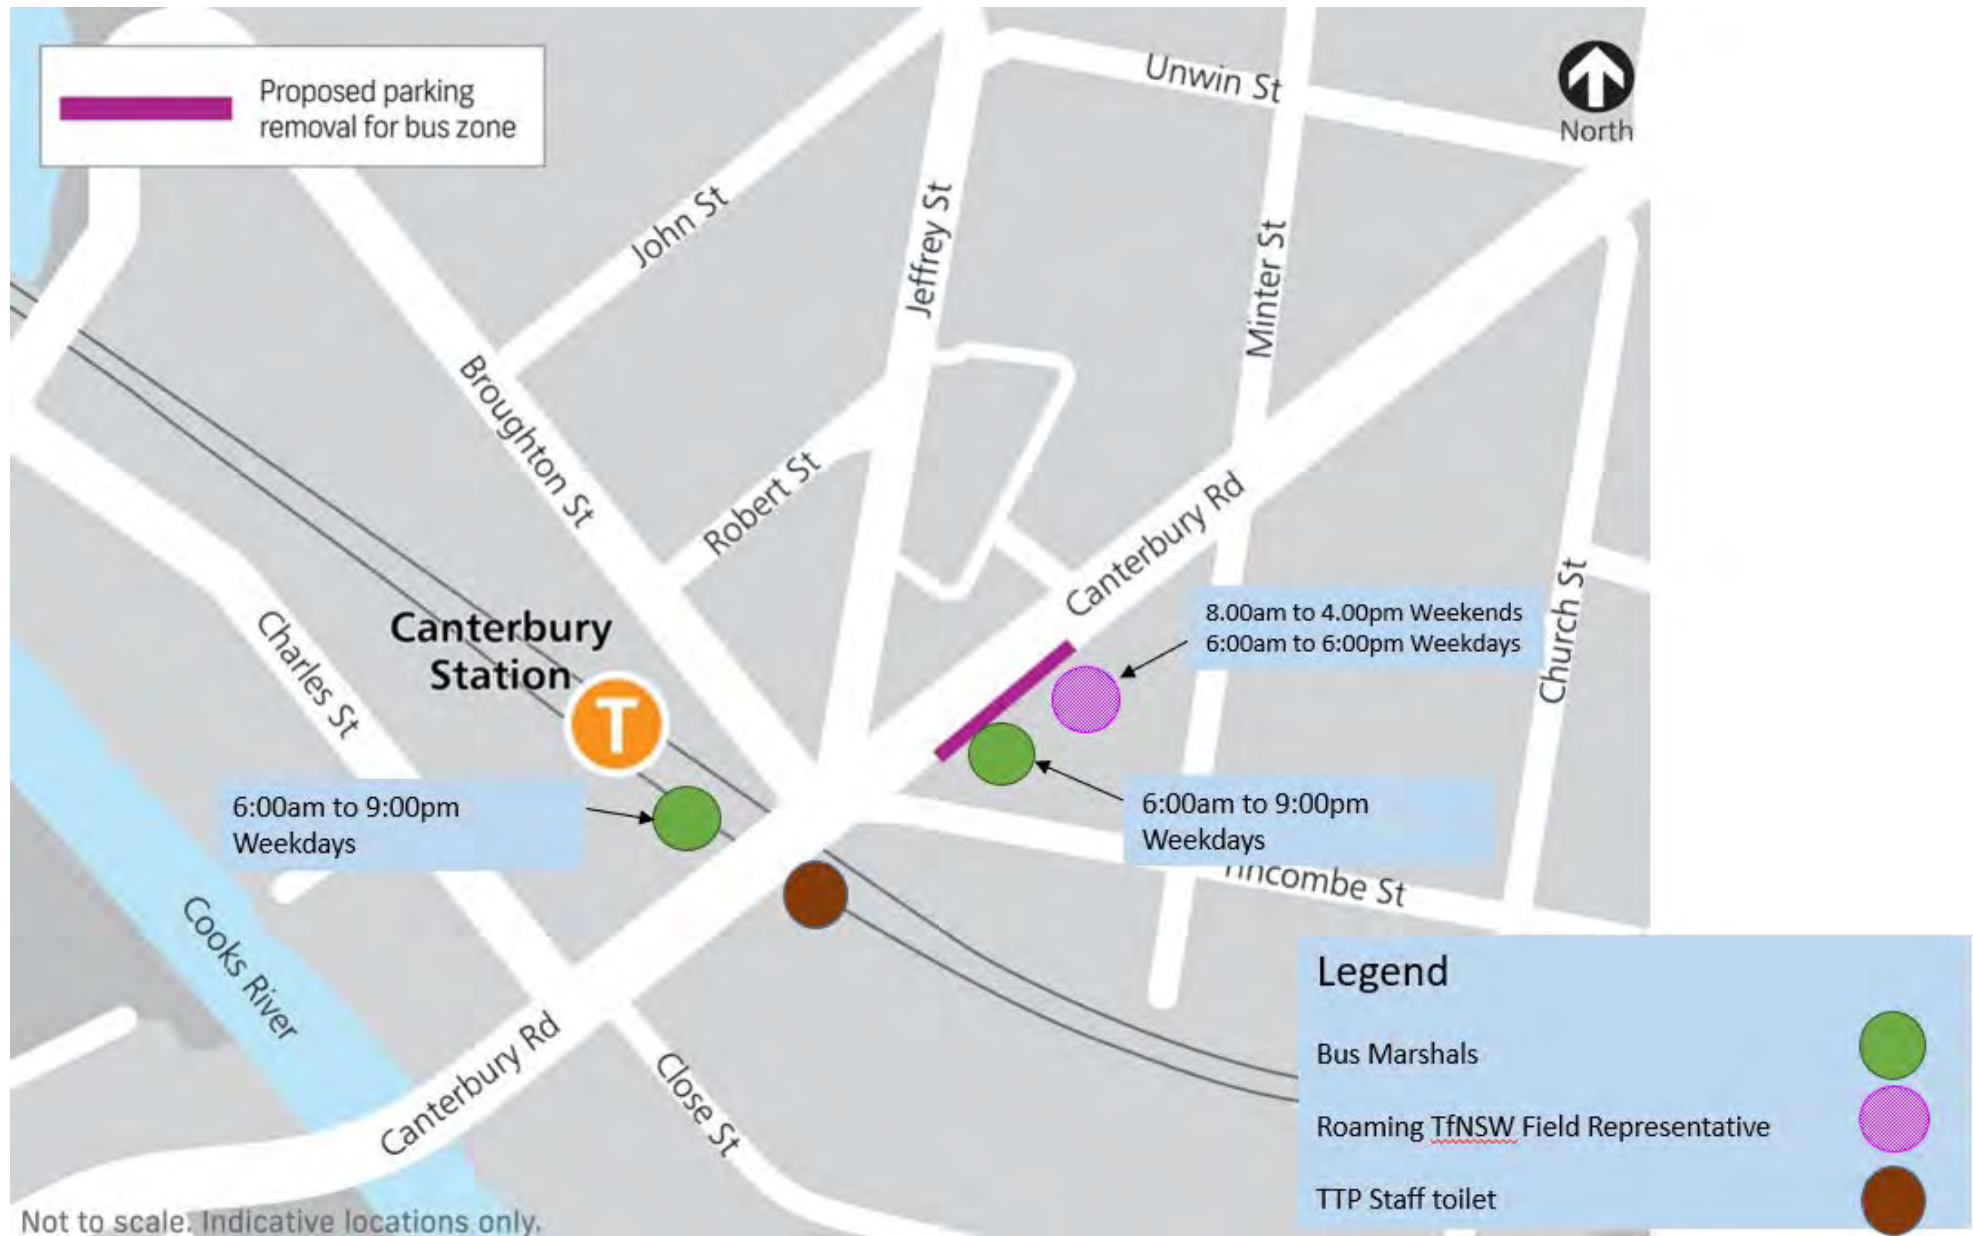 Proposed parking
removal for bus zone
Unwin St
North
John St
Jeffrey St
Minter St
Broughton St
Robert St
Canterbury Rd
Church St
8.00am to 4.00pm Weekends
6:00am to 6:00pm Weekdays
Canterbury
Station
T
Charles St
6:00am to 9:00pm
Weekdays
6:00am to 9:00pm
Weekdays
St
Cooks River
Canterbury Rd
Close St
Legend
Bus Marshals
Roaming TfNSW Field Representative
TTP Staff toilet
Not to scale. Indicative locations only.